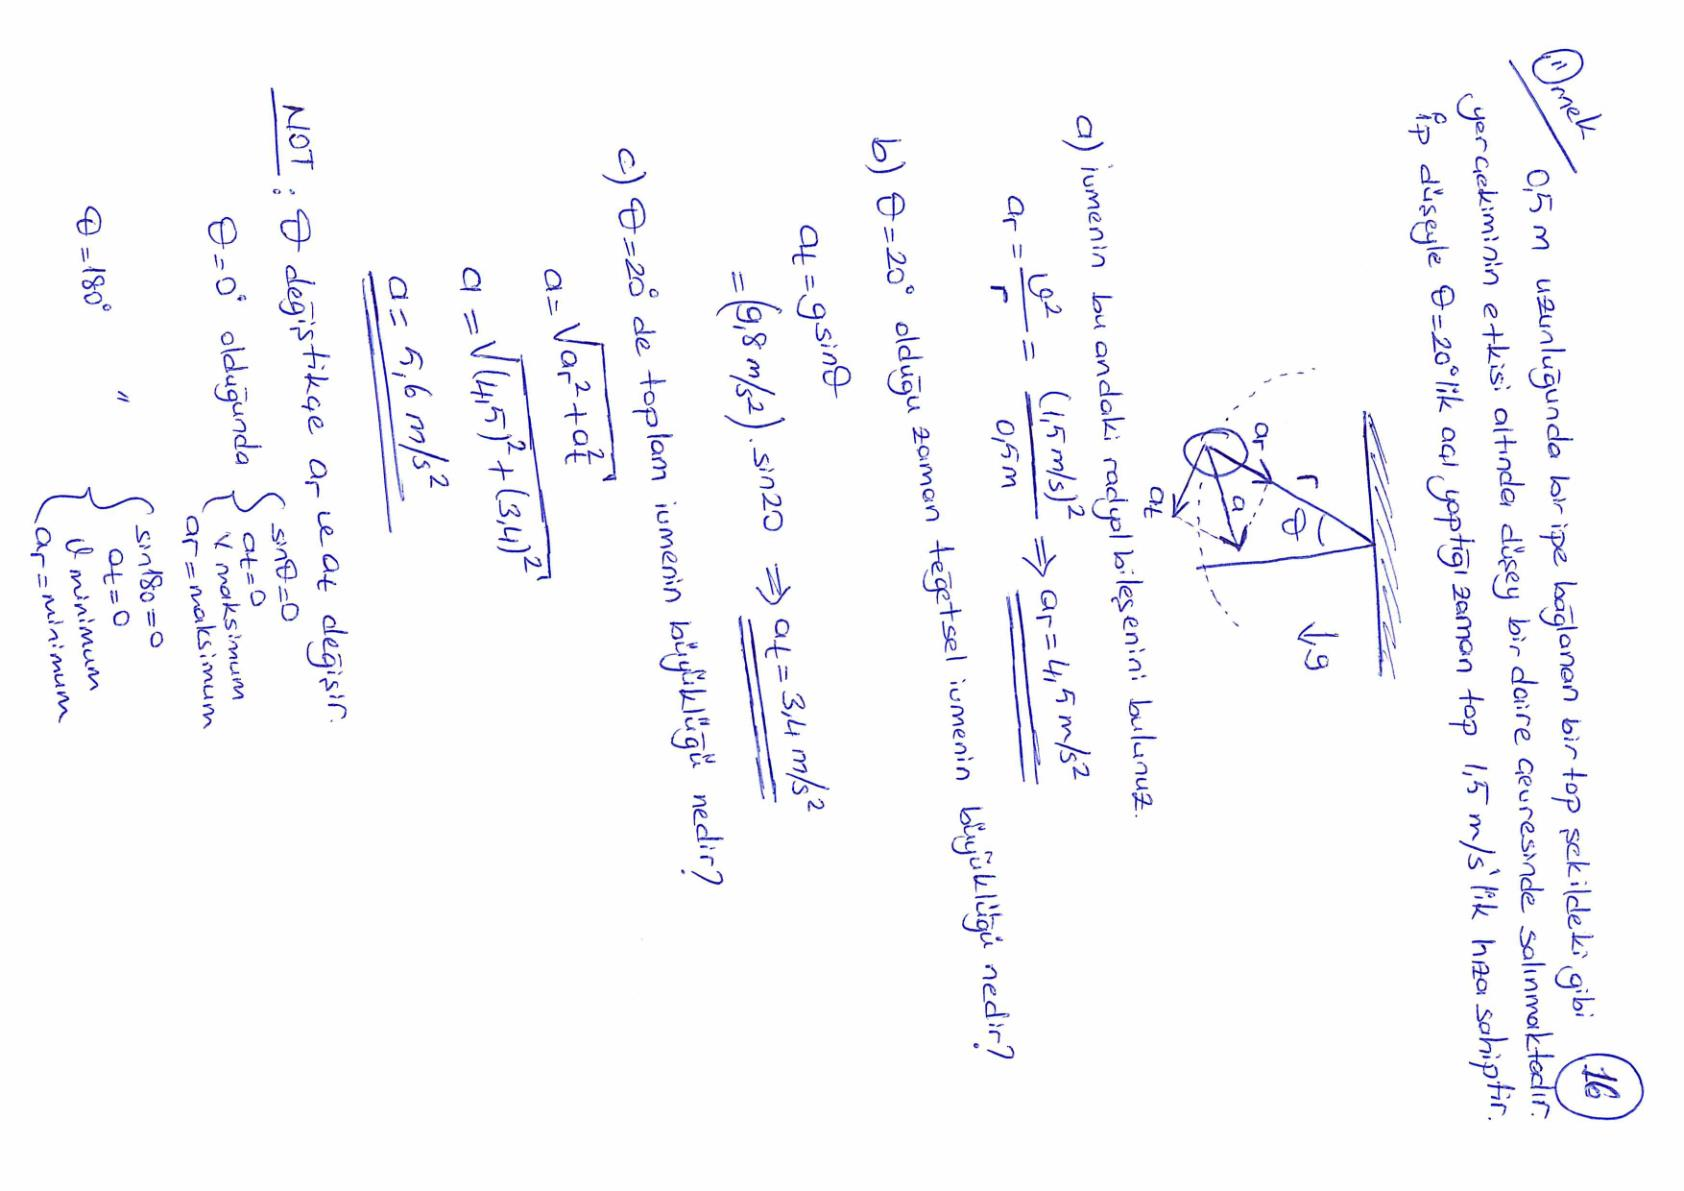 16
Örnek
0,5 m uzunluğunda bir ipe bağlanan bir top şekildeki gibi
yerçekiminin etkisi altında düşey bir daire çevresinde salınmaktadır.
İp düşeyle θ=20°lik açı yaptığı zaman top 1,5 m/s'lik hıza sahiptir.
r
θ
ar
a
at
↓g
a) ivmenin bu andaki radyal bileşenini bulunuz.
ar = v²/r = (1,5 m/s)²/0,5m ⇒ ar = 4,5 m/s²
b) θ=20° olduğu zaman teğetsel ivmenin büyüklüğü nedir?
at = g sinθ
= (9,8 m/s²).sin20 ⇒ at = 3,4 m/s²
c) θ=20° de toplam ivmenin büyüklüğü nedir?
a = √(ar² + at²)
a = √((4,5)² + (3,4)²)
a = 5,6 m/s²
NOT: θ değiştikçe ar ve at değişir.
θ=0° olduğunda { sinθ=0
at=0
v maksimum
ar = maksimum
θ=180° " { sin180=0
at=0
v minimum
ar = minimum